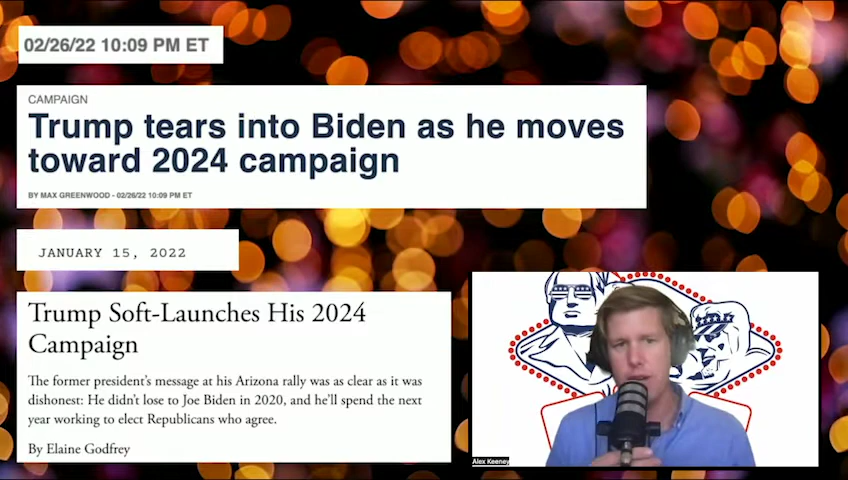 02/26/22 10:09 PM ET
CAMPAIGN
Trump tears into Biden as he moves
toward 2024 campaign
BY MAX GREENWOOD - 02/26/22 10:09 PM ET
JANUARY 15, 2022
Trump Soft-Launches His 2024
Campaign
The former president's message at his Arizona rally was as clear as it was
dishonest: He didn't lose to Joe Biden in 2020, and he'll spend the next
year working to elect Republicans who agree.
By Elaine Godfrey
Alex Keeney